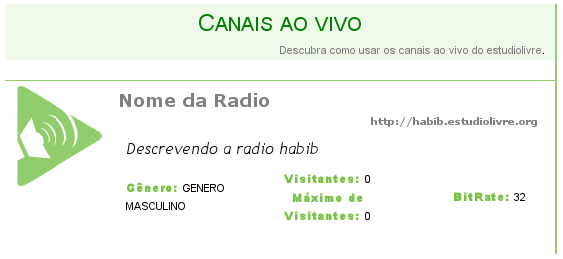 CANAIS AO VIVO
Descubra como usar os canais ao vivo do estudiolivre.
Nome da Radio
http://habib.estudiolivre.org
Descrevendo a radio habib
Gênero: GENERO
MASCULINO
Visitantes: 0
Máximo de
Visitantes: 0
BitRate: 32